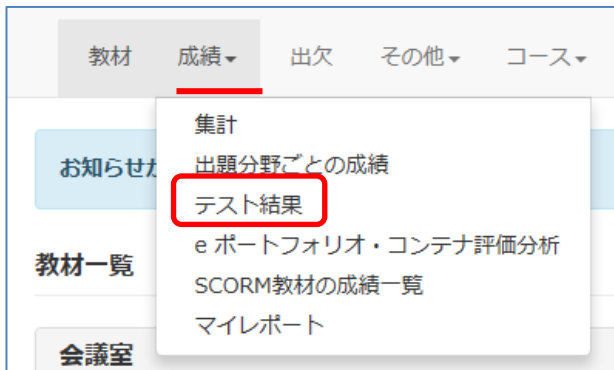 教材 成績▾ 出欠 その他▾ コース▾
集計
お知らせが
出題分野ごとの成績
テスト結果
e ポートフォリオ・コンテナ評価分析
教材一覧
SCORM教材の成績一覧
マイレポート
会議室